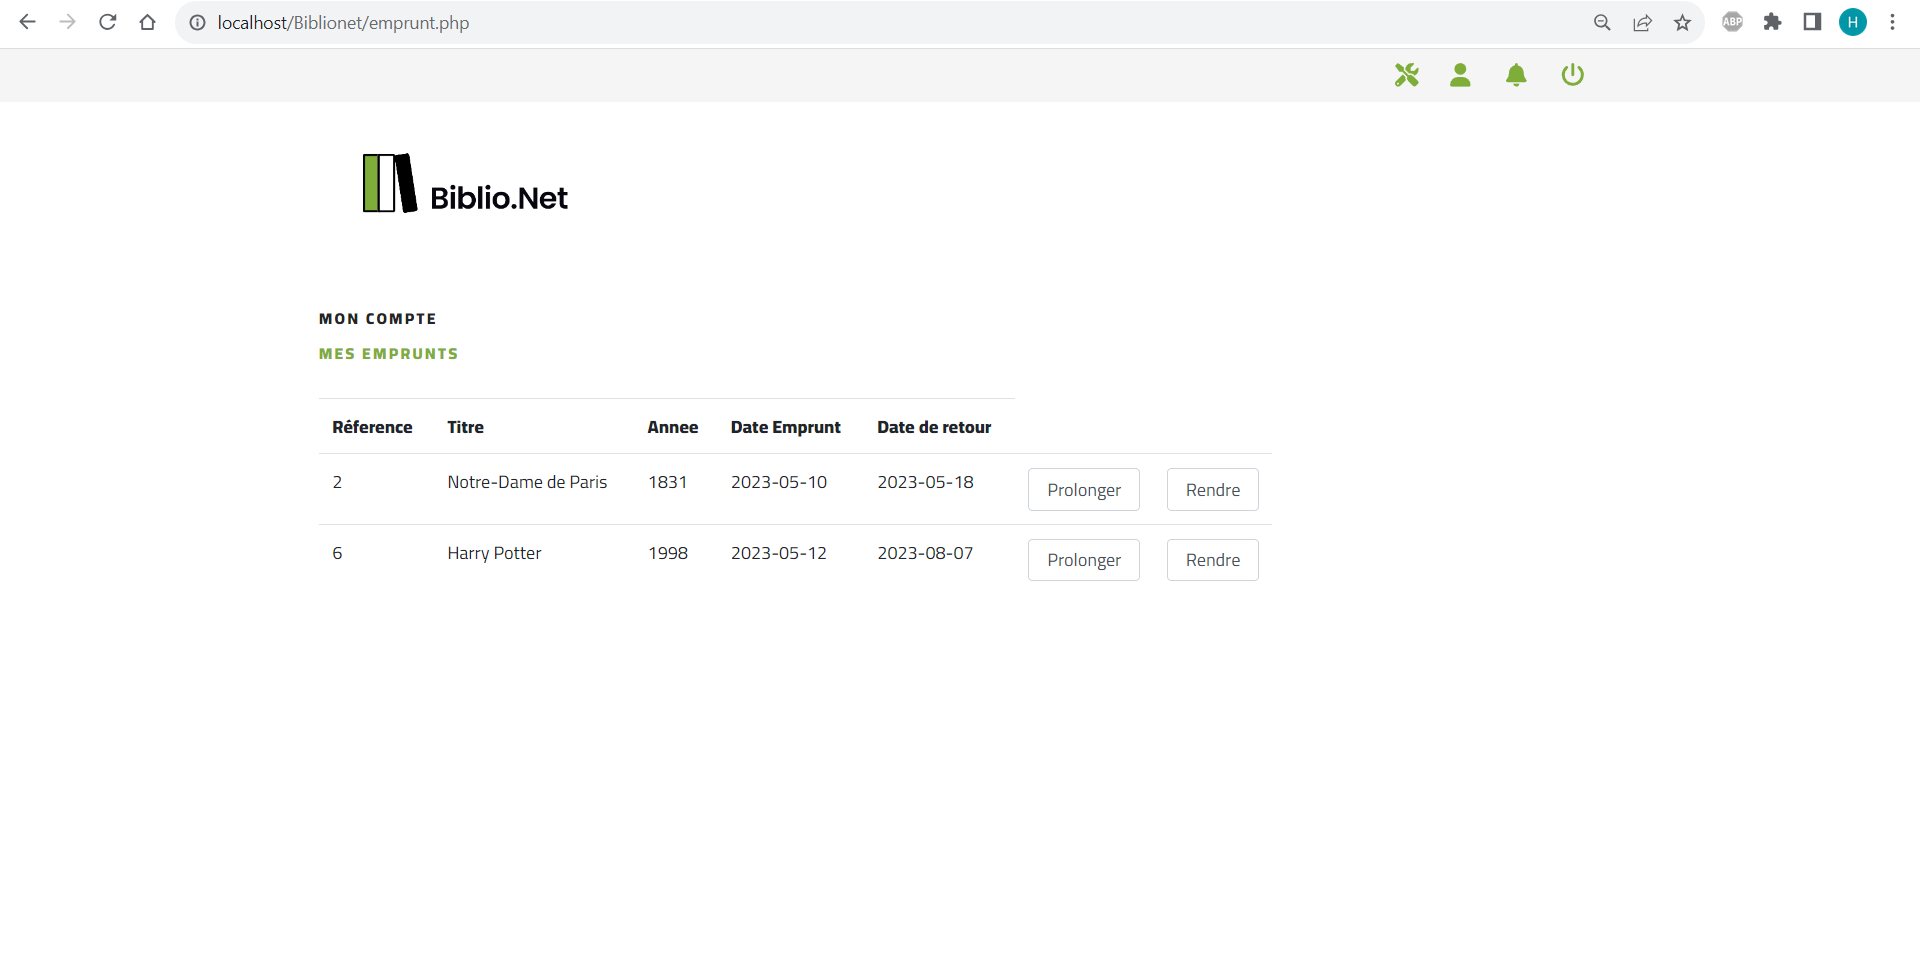 localhost/Biblionet/emprunt.php
ABP
H
Biblio.Net
MON COMPTE
MES EMPRUNTS
Réference Titre Annee Date Emprunt Date de retour
2 Notre-Dame de Paris 1831 2023-05-10 2023-05-18 Prolonger Rendre
6 Harry Potter 1998 2023-05-12 2023-08-07 Prolonger Rendre